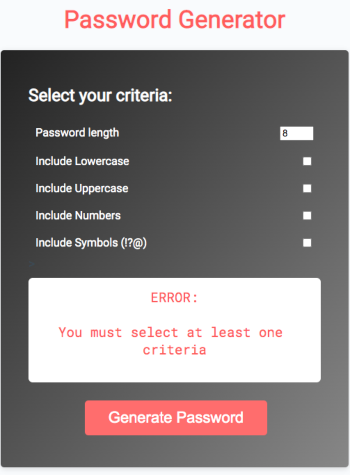 Password Generator
Select your criteria:
Password length 8
Include Lowercase
Include Uppercase
Include Numbers
Include Symbols (!?@)
ERROR:
You must select at least one
criteria
Generate Password